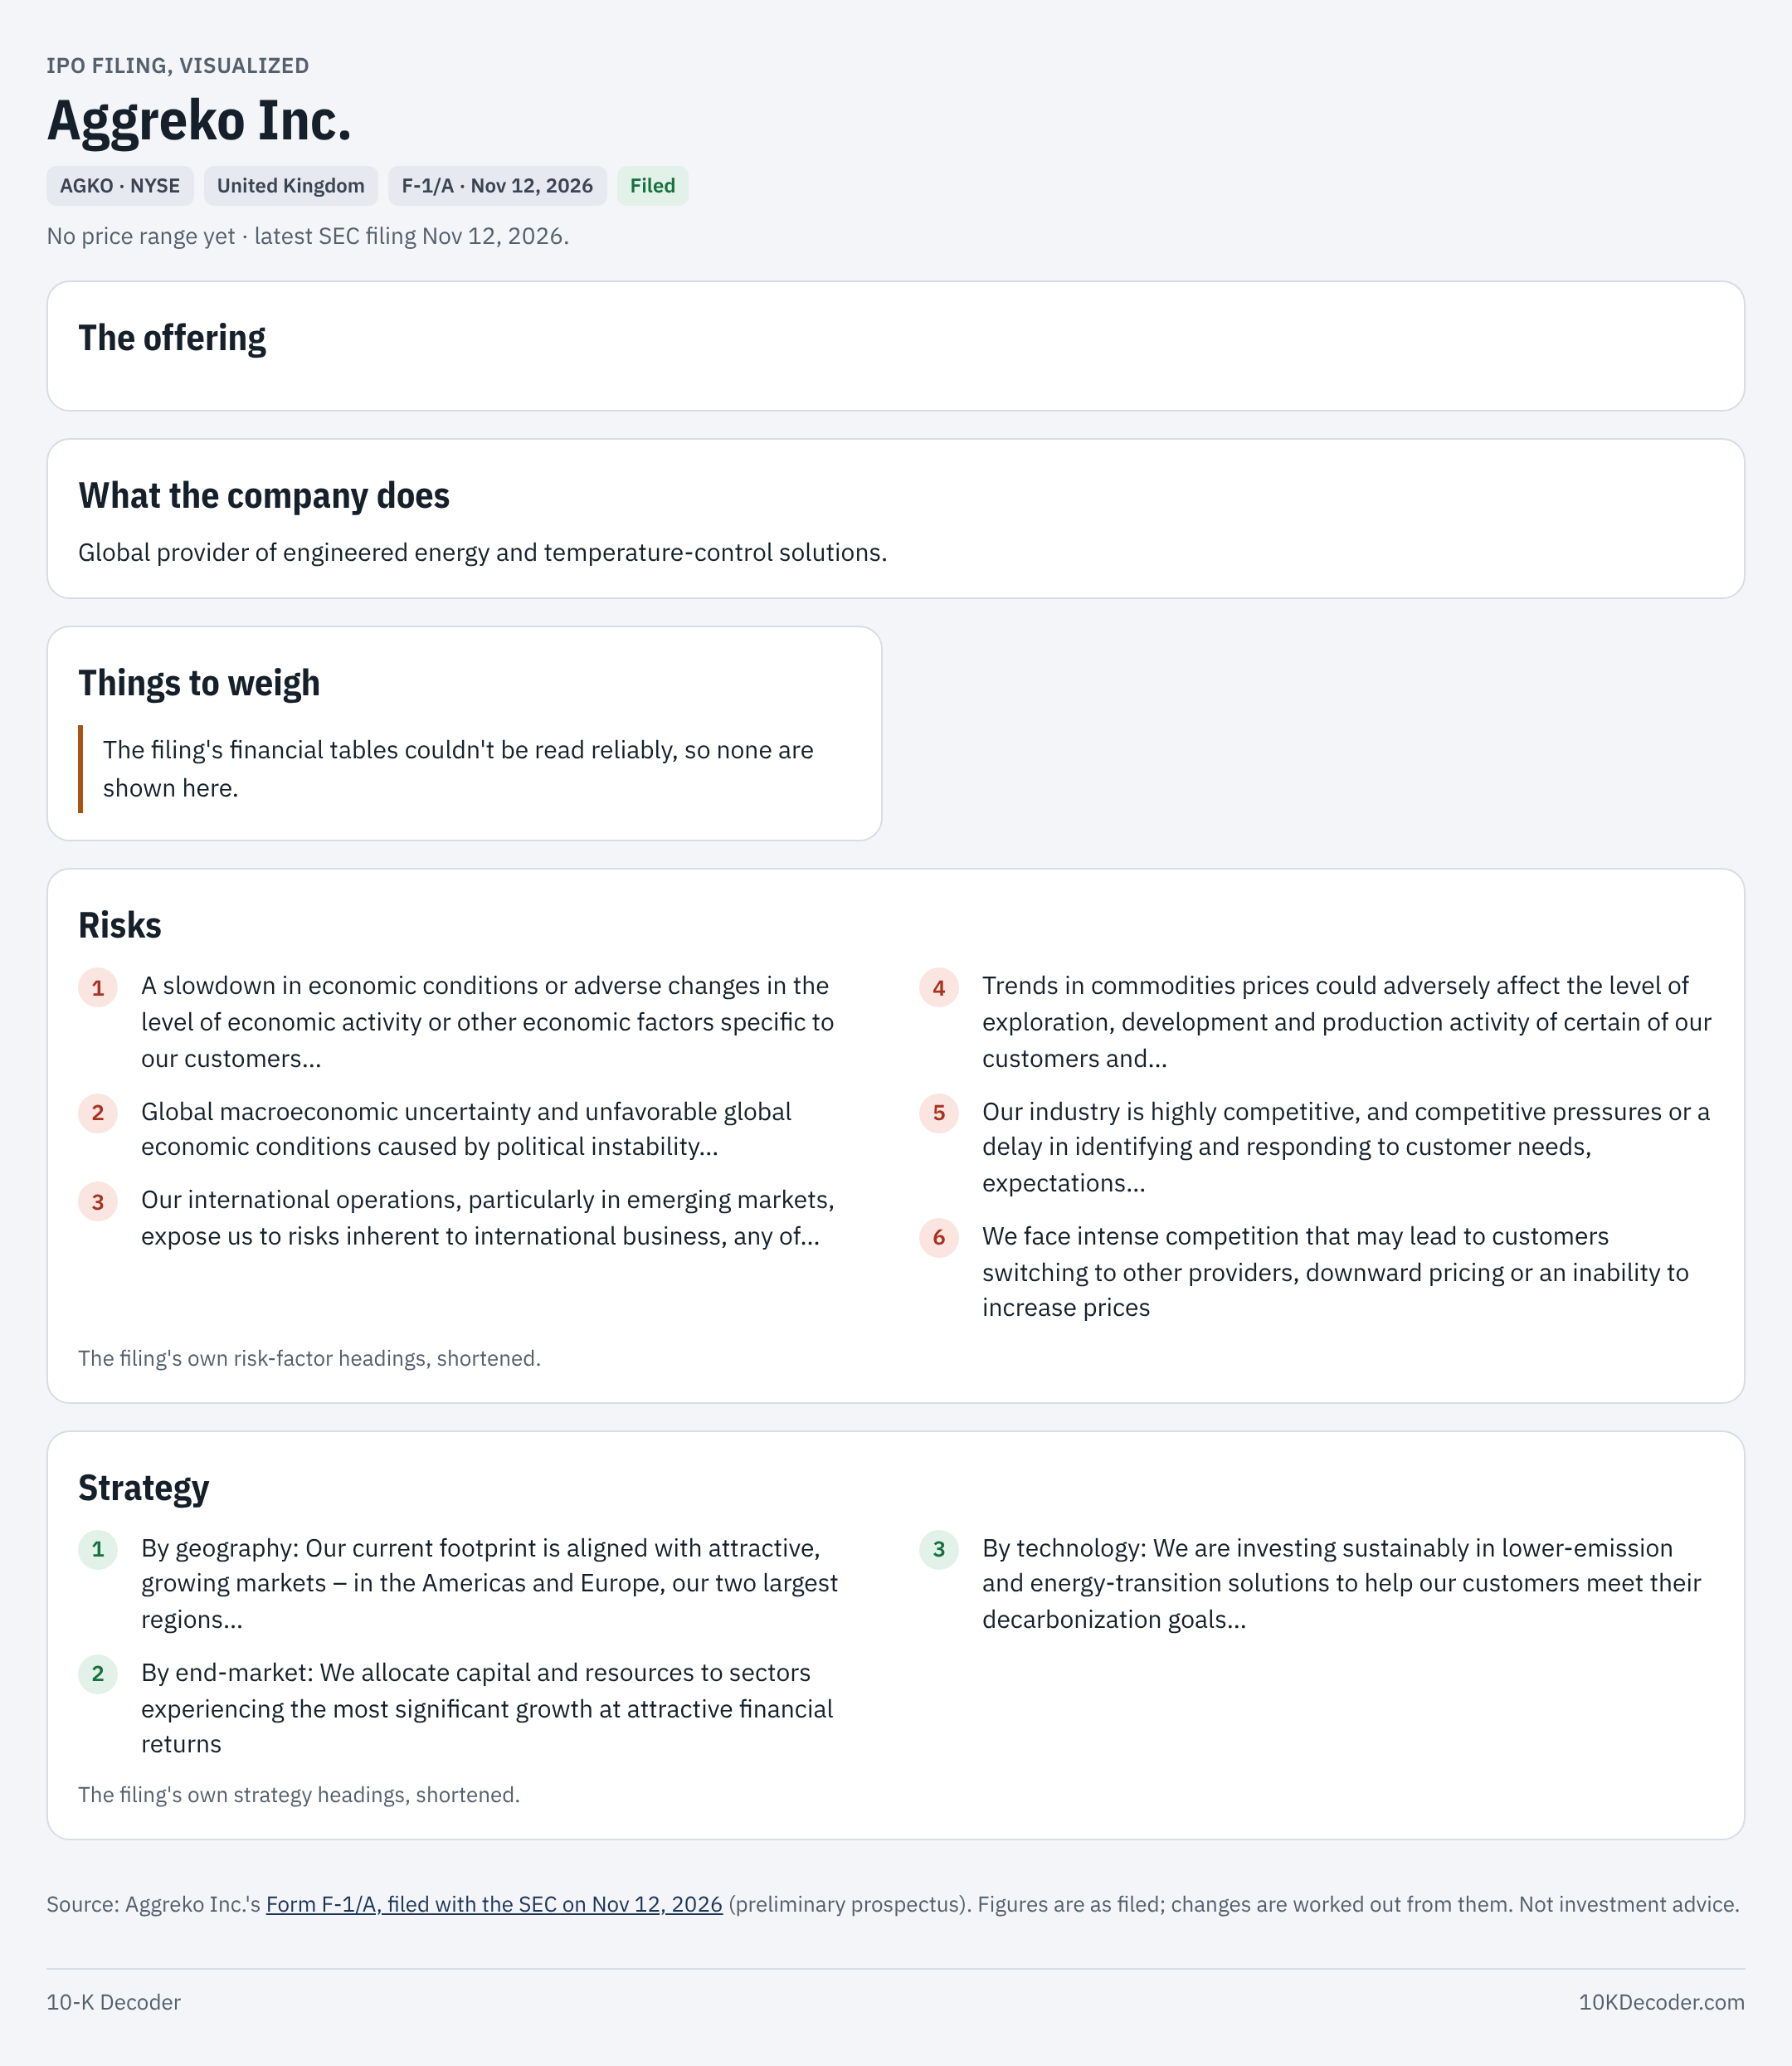 IPO FILING, VISUALIZED
Aggreko Inc.
AGKO · NYSE
United Kingdom
F-1/A · Nov 12, 2026
Filed
No price range yet · latest SEC filing Nov 12, 2026.
The offering
What the company does
Global provider of engineered energy and temperature-control solutions.
Things to weigh
The filing's financial tables couldn't be read reliably, so none are
shown here.
Risks
1
A slowdown in economic conditions or adverse changes in the
level of economic activity or other economic factors specific to
our customers…
2
Global macroeconomic uncertainty and unfavorable global
economic conditions caused by political instability…
3
Our international operations, particularly in emerging markets,
expose us to risks inherent to international business, any of…
4
Trends in commodities prices could adversely affect the level of
exploration, development and production activity of certain of our
customers and…
5
Our industry is highly competitive, and competitive pressures or a
delay in identifying and responding to customer needs,
expectations…
6
We face intense competition that may lead to customers
switching to other providers, downward pricing or an inability to
increase prices
The filing's own risk-factor headings, shortened.
Strategy
1
By geography: Our current footprint is aligned with attractive,
growing markets – in the Americas and Europe, our two largest
regions…
2
By end-market: We allocate capital and resources to sectors
experiencing the most significant growth at attractive financial
returns
3
By technology: We are investing sustainably in lower-emission
and energy-transition solutions to help our customers meet their
decarbonization goals…
The filing's own strategy headings, shortened.
Source: Aggreko Inc.'s Form F-1/A, filed with the SEC on Nov 12, 2026 (preliminary prospectus). Figures are as filed; changes are worked out from them. Not investment advice.
10-K Decoder
10KDecoder.com